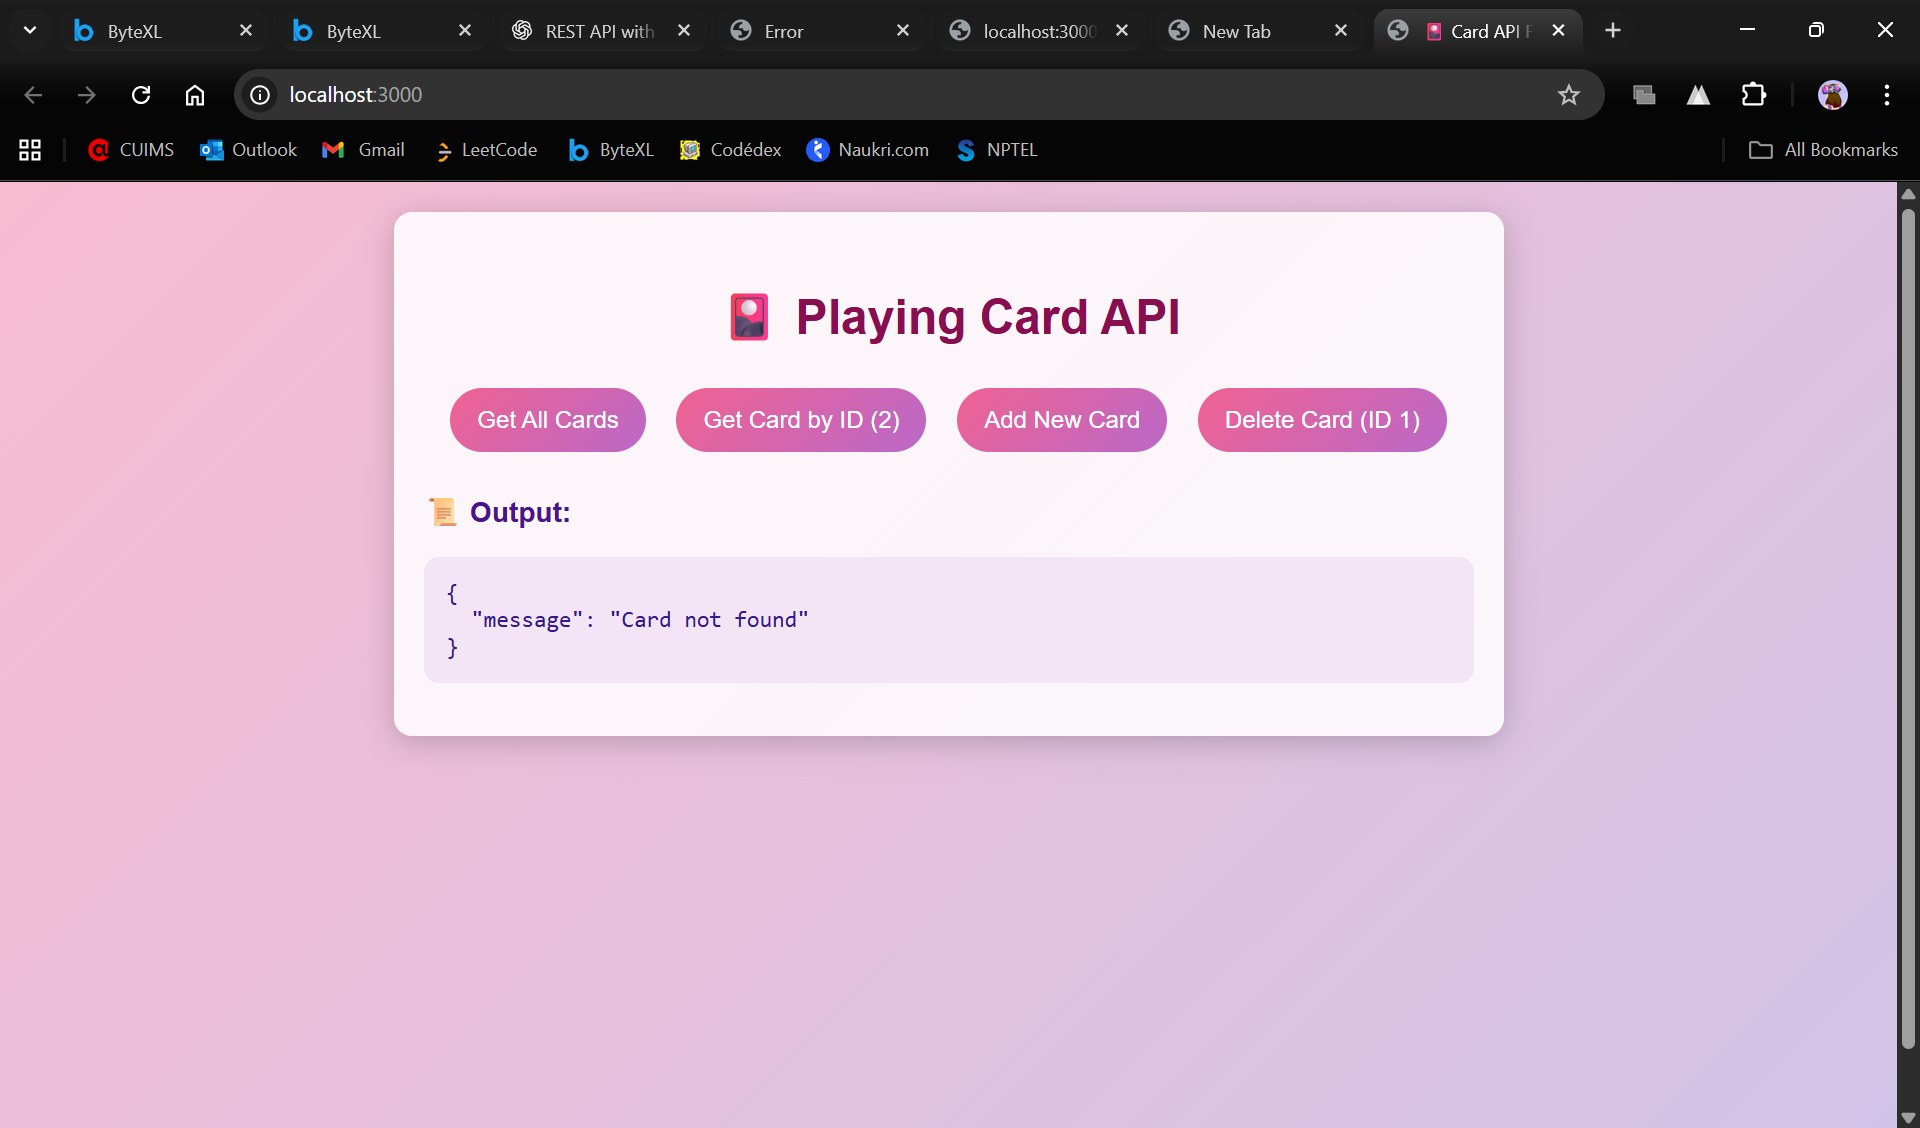 ByteXL
ByteXL
REST API with
Error
localhost:3000
New Tab
Card API F
localhost:3000
CUIMS
Outlook
Gmail
LeetCode
ByteXL
Codédex
Naukri.com
NPTEL
All Bookmarks
Playing Card API
Get All Cards
Get Card by ID (2)
Add New Card
Delete Card (ID 1)
Output:
{
"message": "Card not found"
}